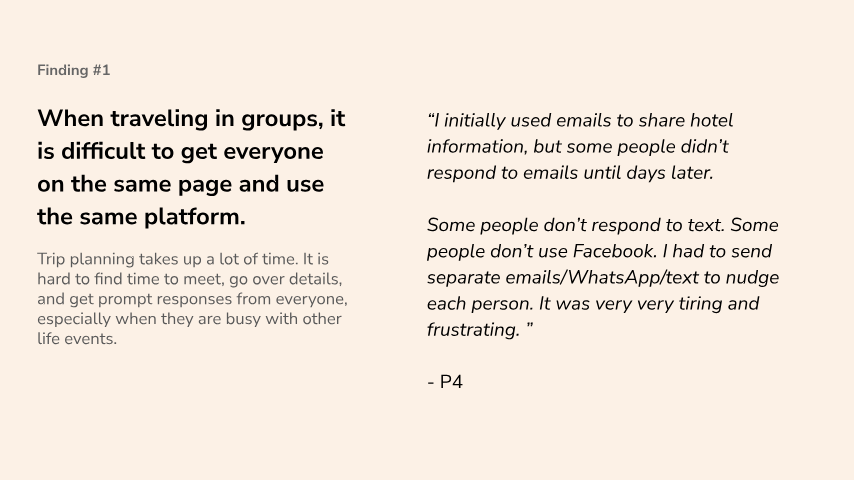 Finding #1
When traveling in groups, it
is difficult to get everyone
on the same page and use
the same platform.
Trip planning takes up a lot of time. It is
hard to find time to meet, go over details,
and get prompt responses from everyone,
especially when they are busy with other
life events.
“I initially used emails to share hotel
information, but some people didn’t
respond to emails until days later.
Some people don’t respond to text. Some
people don’t use Facebook. I had to send
separate emails/WhatsApp/text to nudge
each person. It was very very tiring and
frustrating. ”
- P4